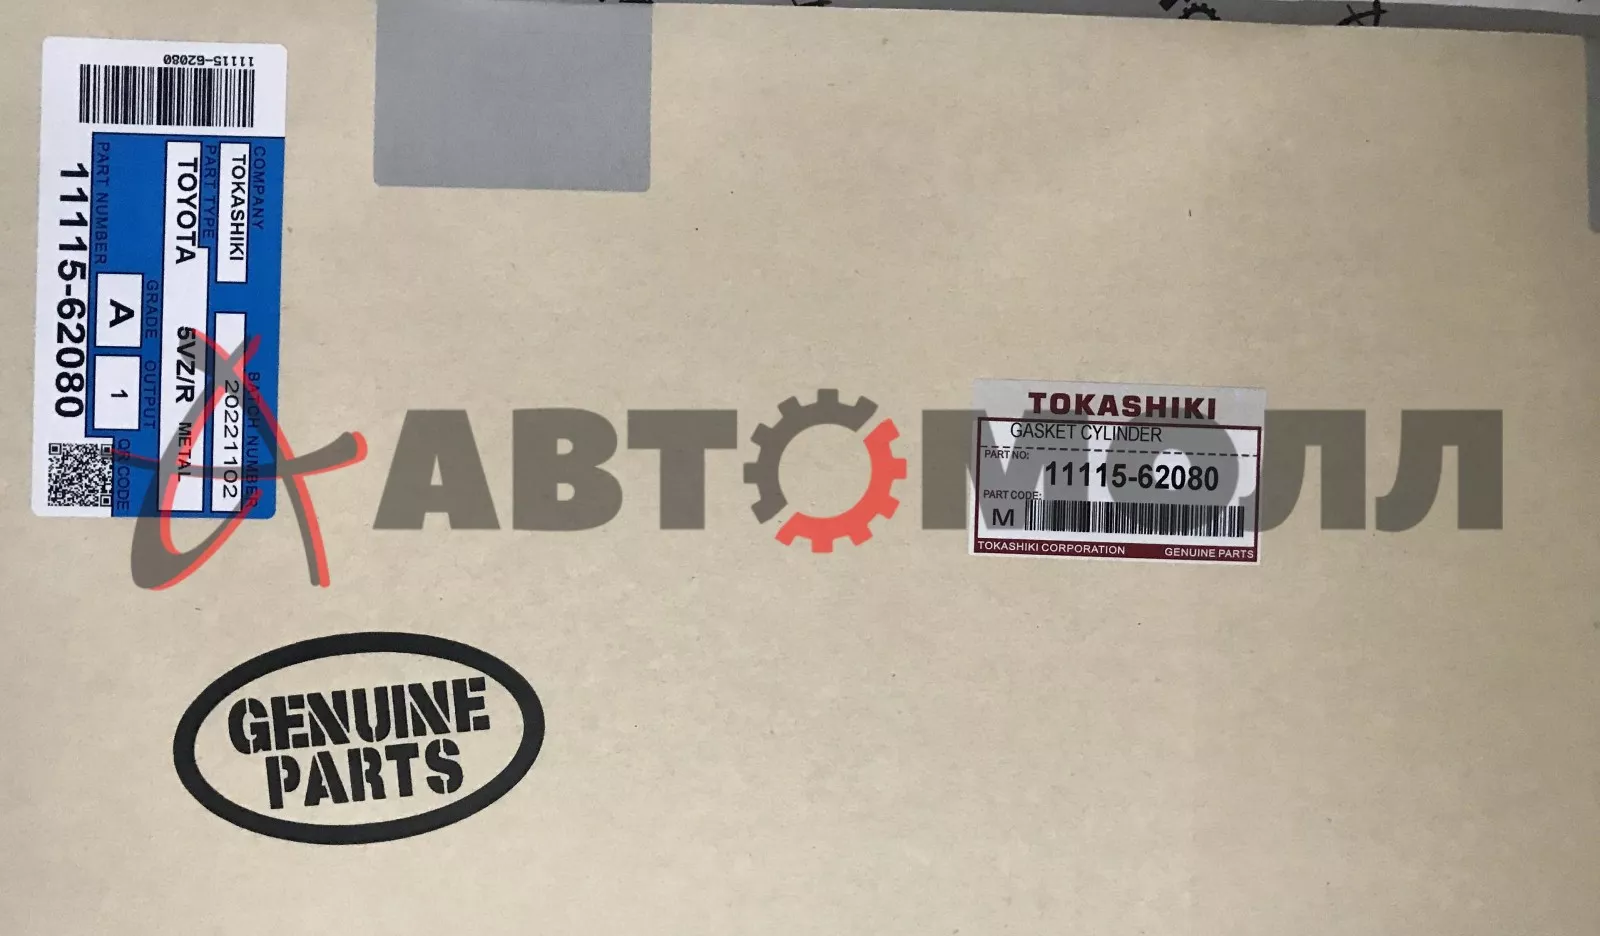 11115-62080
COMPANY
TOKASHIKI
BATCH NUMBER
20221102
PART TYPE
TOYOTA 5VZ/R METAL
GRADE
A
OUTPUT
1
QR CODE
PART NUMBER
11115-62080
АВТОМОЛЛ
TOKASHIKI
GASKET CYLINDER
PART NO:
11115-62080
PART CODE:
M
TOKASHIKI CORPORATION GENUINE PARTS
GENUINE
PARTS